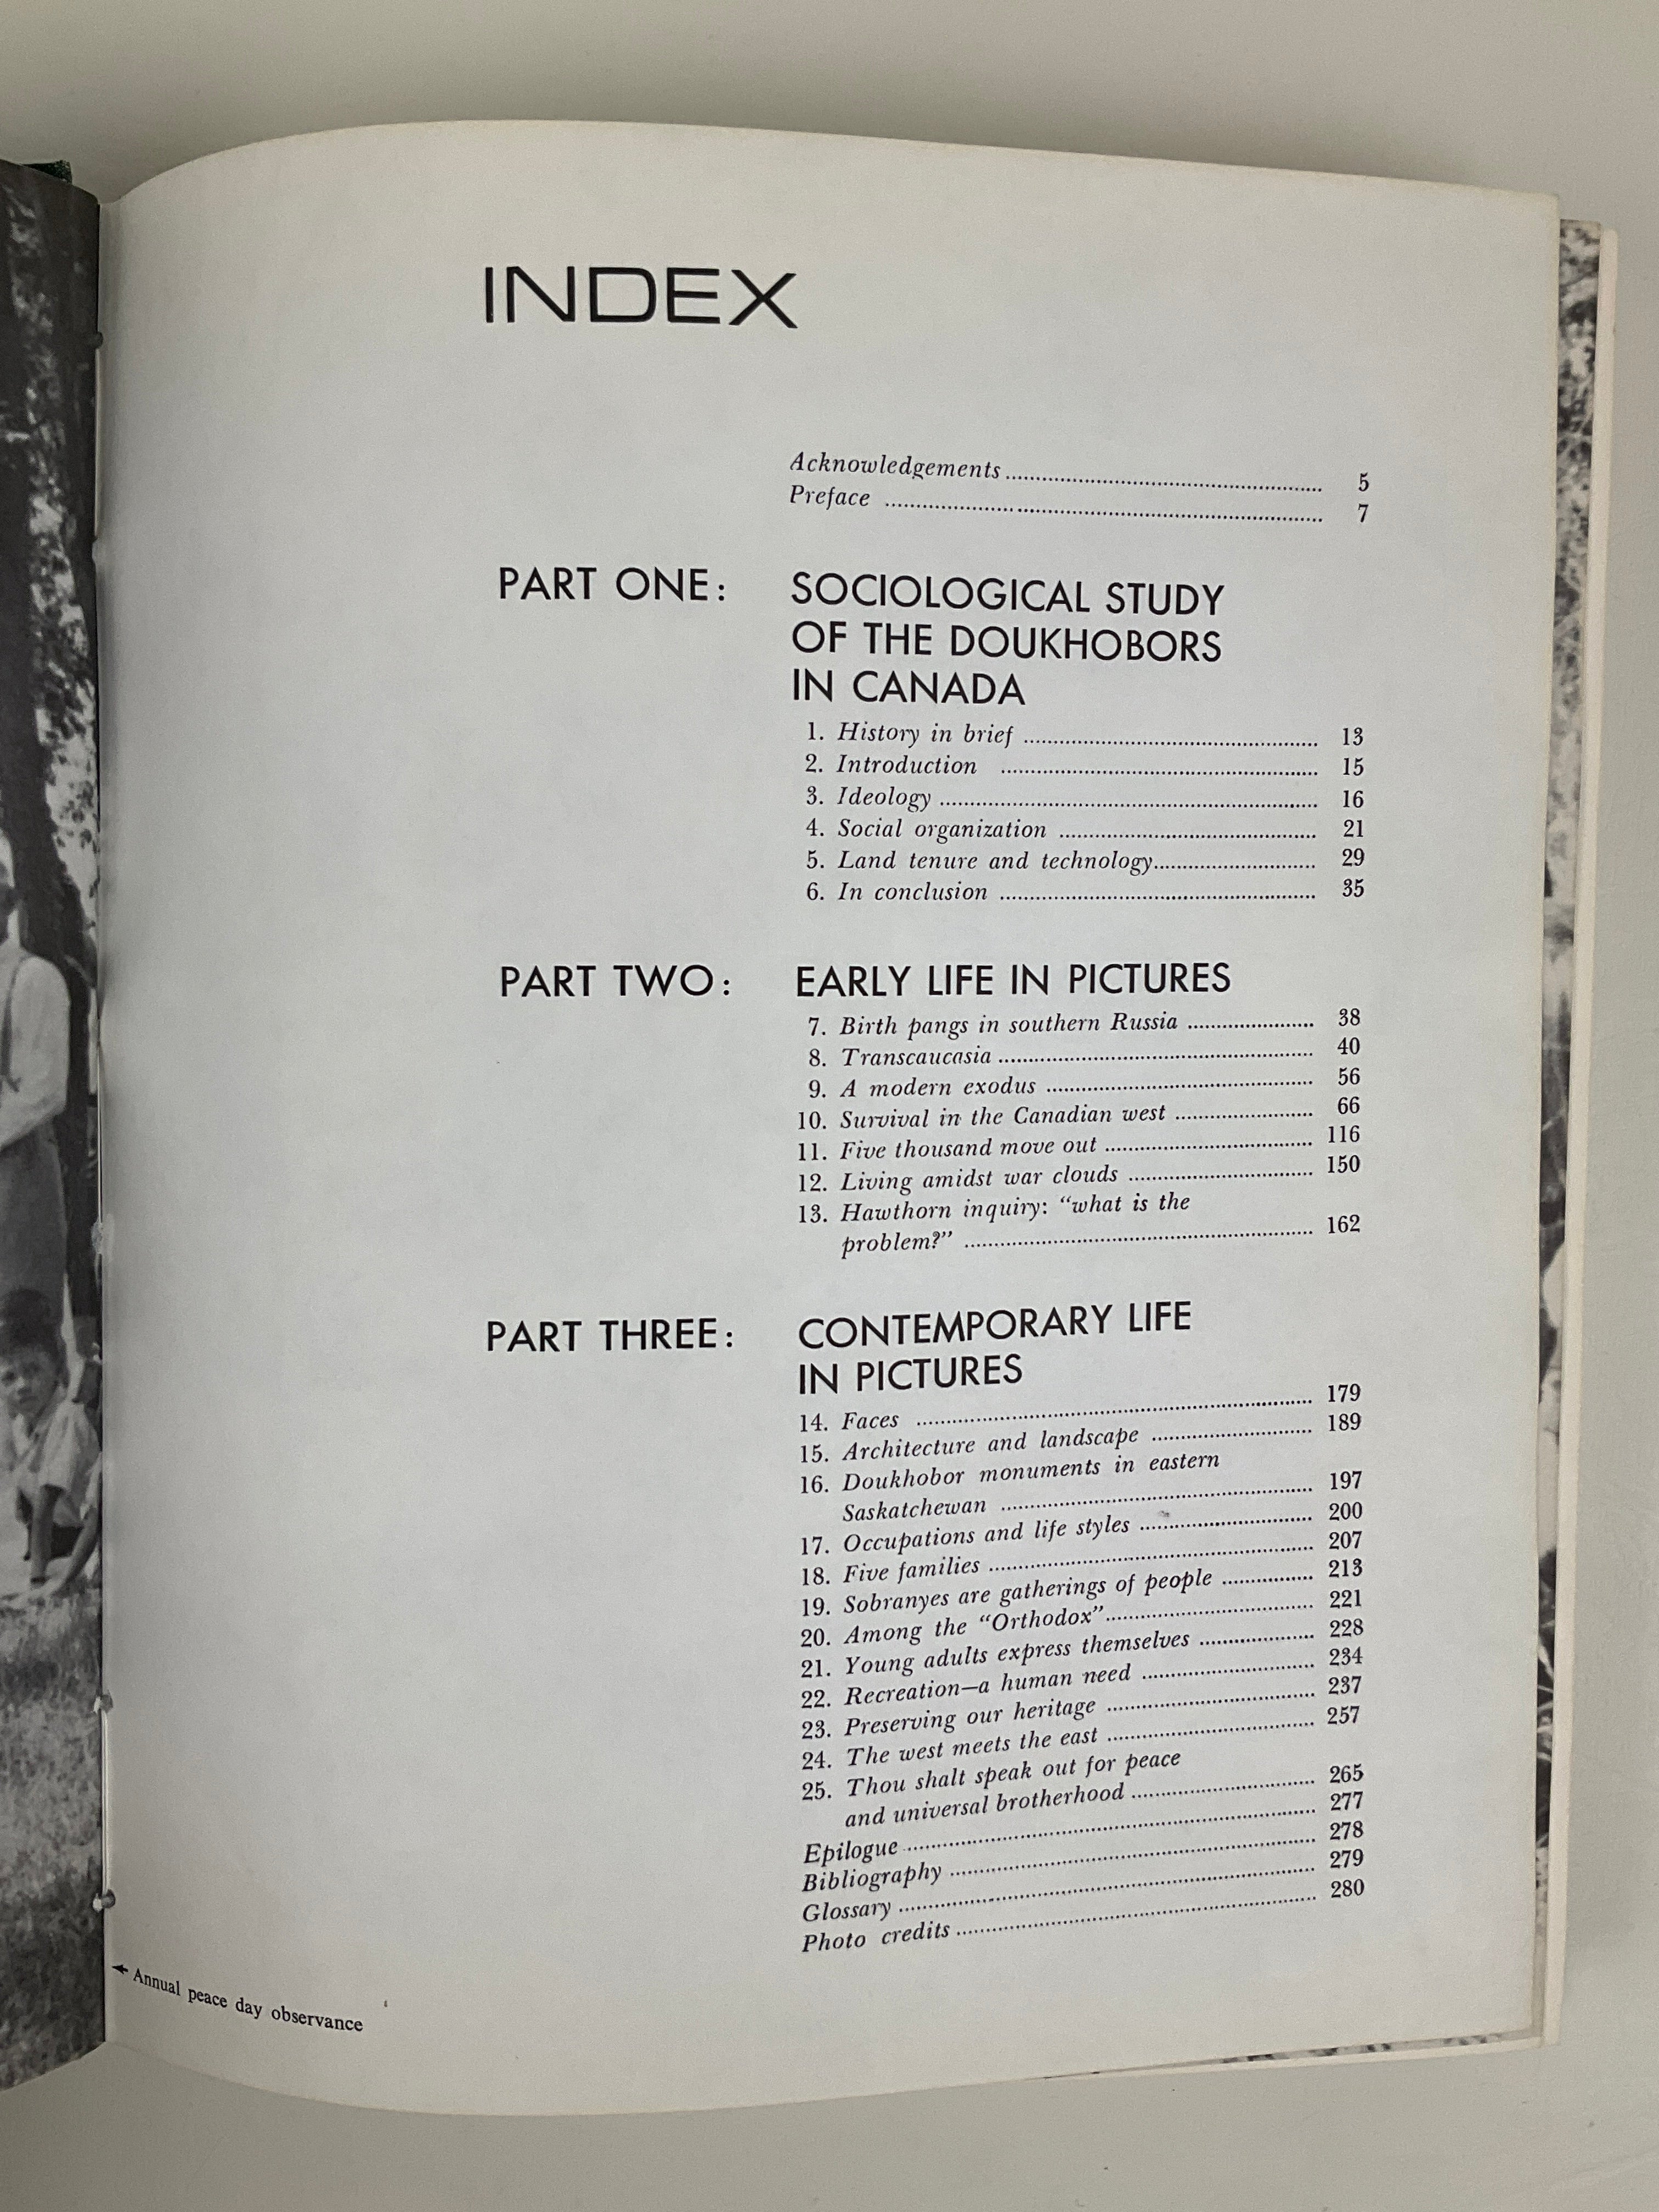 INDEX
Acknowledgements 5
Preface 7
PART ONE: SOCIOLOGICAL STUDY
OF THE DOUKHOBORS
IN CANADA
1. History in brief 13
2. Introduction 15
3. Ideology 16
4. Social organization 21
5. Land tenure and technology 29
6. In conclusion 35
PART TWO: EARLY LIFE IN PICTURES
7. Birth pangs in southern Russia 38
8. Transcaucasia 40
9. A modern exodus 56
10. Survival in the Canadian west 66
11. Five thousand move out 116
12. Living amidst war clouds 150
13. Hawthorn inquiry: “what is the
problem?” 162
PART THREE: CONTEMPORARY LIFE
IN PICTURES
14. Faces 179
15. Architecture and landscape 189
16. Doukhobor monuments in eastern
Saskatchewan 197
17. Occupations and life styles 200
18. Five families 207
19. Sobranyes are gatherings of people 213
20. Among the “Orthodox” 221
21. Young adults express themselves 228
22. Recreation—a human need 234
23. Preserving our heritage 237
24. The west meets the east 257
25. Thou shalt speak out for peace
and universal brotherhood 265
Epilogue 277
Bibliography 278
Glossary 279
Photo credits 280
Annual peace day observance